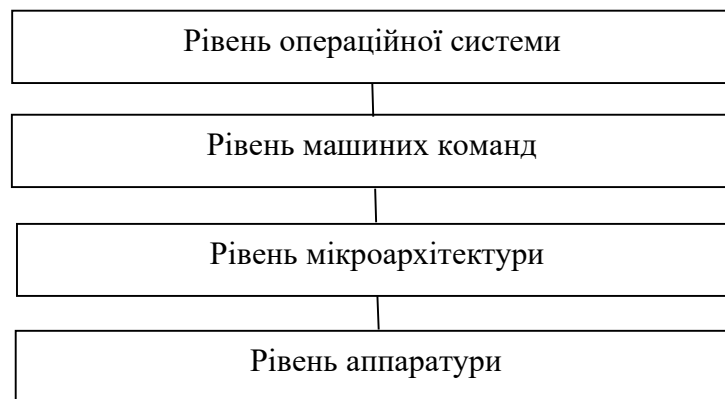 Рівень операційної системи
Рівень машиних команд
Рівень мікроархітектури
Рівень аппаратури